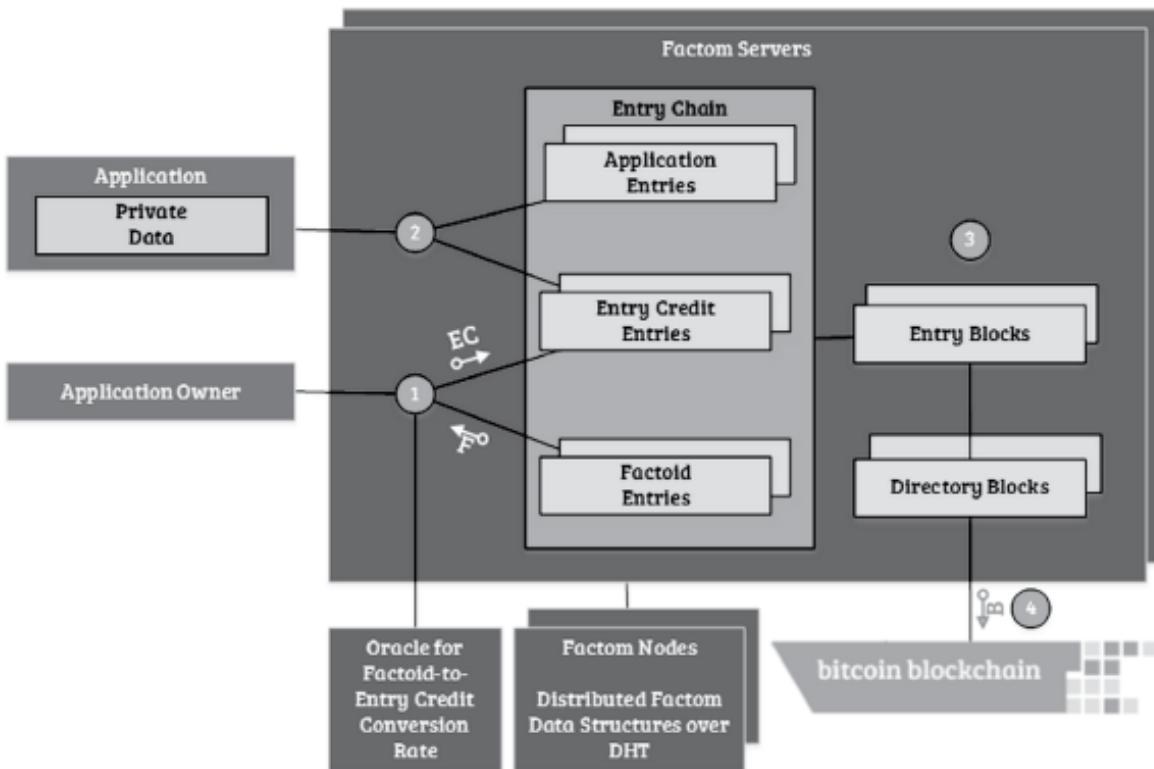 Factom Servers
Entry Chain
Application
Entries
Application
Private
Data
2
3
Entry Credit
Entries
Entry Blocks
EC
Application Owner
1
F
Factoid
Entries
Directory Blocks
B
4
Oracle for
Factoid-to-
Entry Credit
Conversion
Rate
Factom Nodes
Distributed Factom
Data Structures over
DHT
bitcoin blockchain